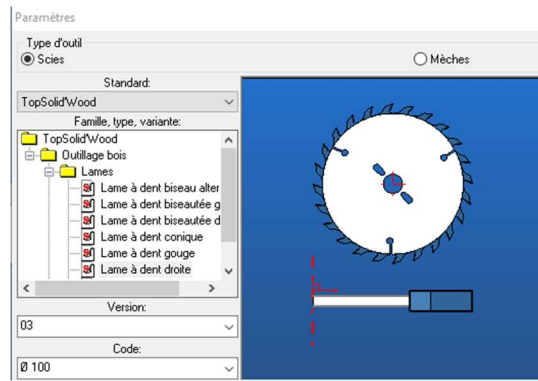 Paramètres
Type d'outil
Scies
Mèches
Standard:
TopSolid'Wood
Famille, type, variante:
TopSolid'Wood
Outillage bois
Lames
Lame à dent biseau alter
Lame à dent biseautée g
Lame à dent biseautée d
Lame à dent conique
Lame à dent gouge
Lame à dent droite
Version:
03
Code:
Ø 100